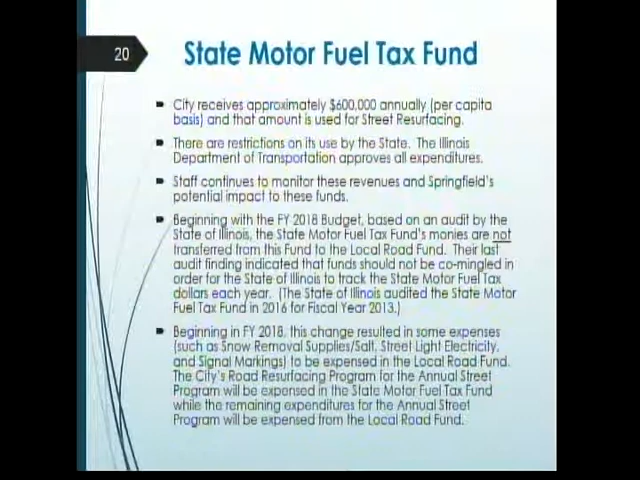 20
State Motor Fuel Tax Fund
City receives approximately $600,000 annually (per capita
basis) and that amount is used for Street Resurfacing.
There are restrictions on its use by the State. The Illinois
Department of Transportation approves all expenditures.
Staff continues to monitor these revenues and Springfield's
potential impact to these funds.
Beginning with the FY 2018 Budget, based on an audit by the
State of Illinois, the State Motor Fuel Tax Fund's monies are not
transferred from this Fund to the Local Road Fund. Their last
audit finding indicated that funds should not be co-mingled in
order for the State of Illinois to track the State Motor Fuel Tax
dollars each year. (The State of Illinois audited the State Motor
Fuel Tax Fund in 2016 for Fiscal Year 2013.)
Beginning in FY 2018, this change resulted in some expenses
(such as Snow Removal Supplies/Salt, Street Light Electricity,
and Signal Markings) to be expensed in the Local Road Fund.
The City's Road Resurfacing Program for the Annual Street
Program will be expensed in the State Motor Fuel Tax Fund
while the remaining expenditures for the Annual Street
Program will be expensed from the Local Road Fund.